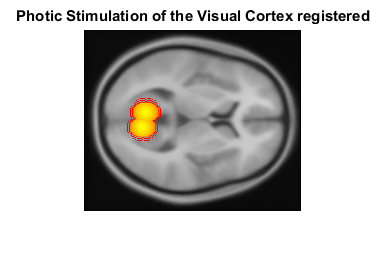 Photic Stimulation of the Visual Cortex registered